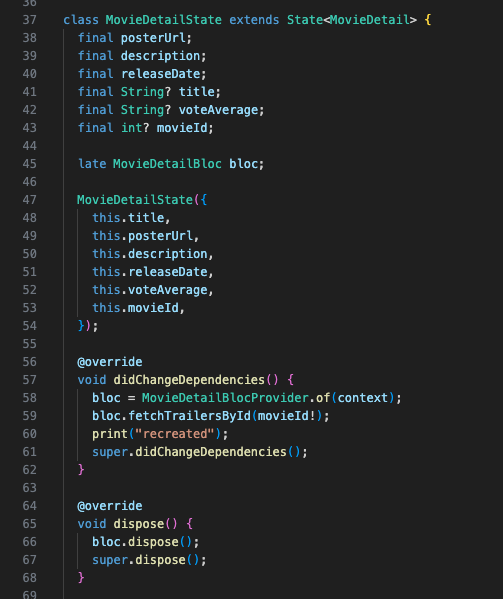 36
37 class MovieDetailState extends State<MovieDetail> {
38   final posterUrl;
39   final description;
40   final releaseDate;
41   final String? title;
42   final String? voteAverage;
43   final int? movieId;
44
45   late MovieDetailBloc bloc;
46
47   MovieDetailState({
48     this.title,
49     this.posterUrl,
50     this.description,
51     this.releaseDate,
52     this.voteAverage,
53     this.movieId,
54   });
55
56   @override
57   void didChangeDependencies() {
58     bloc = MovieDetailBlocProvider.of(context);
59     bloc.fetchTrailersById(movieId!);
60     print("recreated");
61     super.didChangeDependencies();
62   }
63
64   @override
65   void dispose() {
66     bloc.dispose();
67     super.dispose();
68   }
69